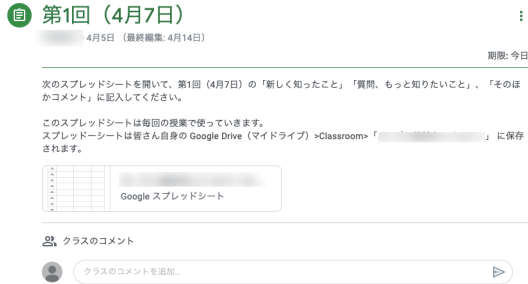 第1回（4月7日）
· 4月5日 （最終編集: 4月14日）
期限: 今日
次のスプレッドシートを開いて、第1回（4月7日）の「新しく知ったこと」「質問、もっと知りたいこと」、「そのほ
かコメント」に記入してください。
このスプレッドシートは毎回の授業で使っていきます。
スプレッドーシートは皆さん自身の Google Drive（マイドライブ）>Classroom>「 」 に保存
されます。
Google スプレッドシート
クラスのコメント
クラスのコメントを追加...